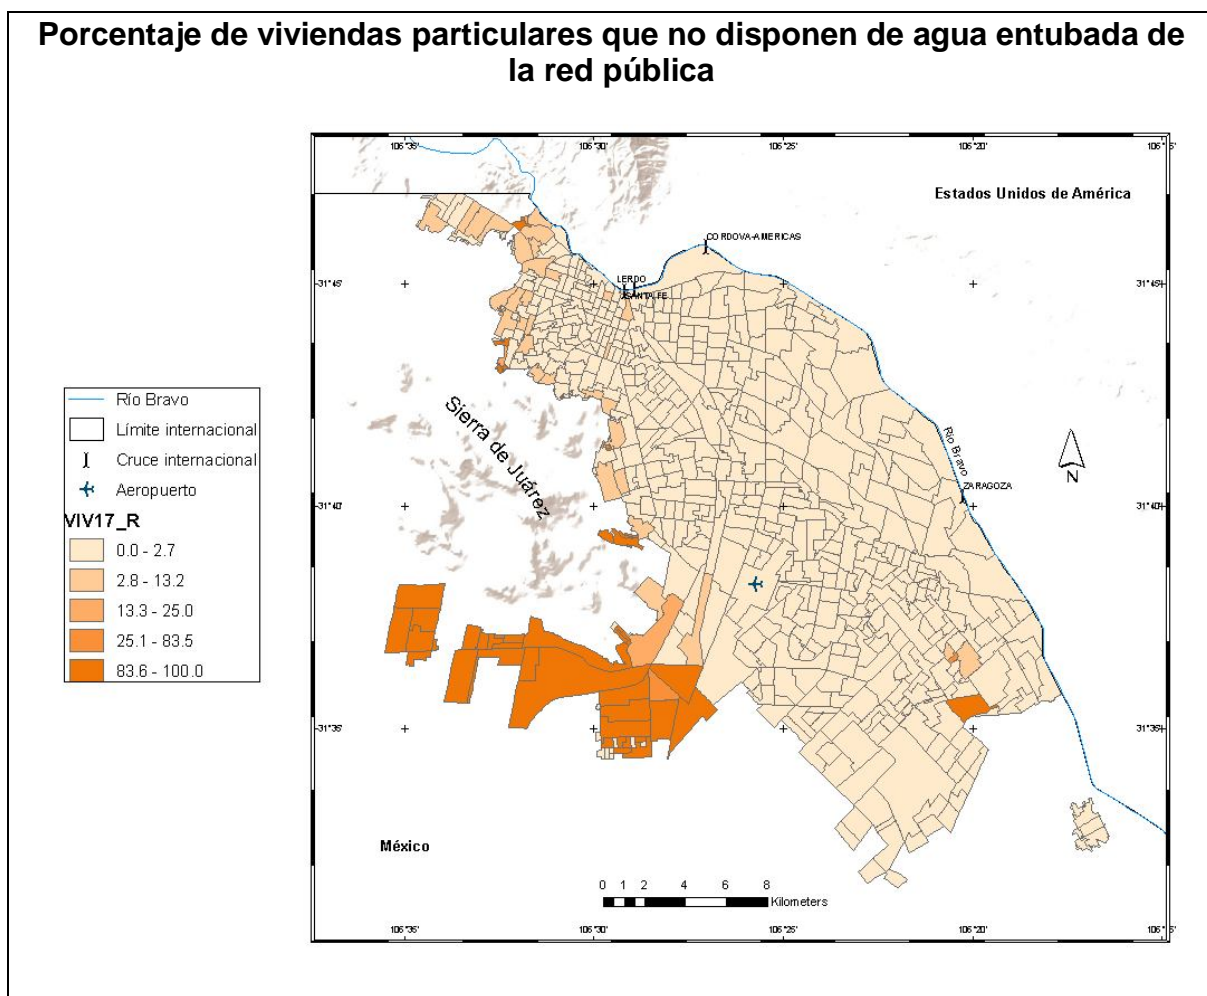 Porcentaje de viviendas particulares que no disponen de agua entubada de
la red pública
106°35' 106°30' 106°25' 106°20' 106°15'
Estados Unidos de América
CORDOVA-AMERICAS
LERDO
SANTA FE
31°45' 31°45'
Sierra de Juárez
Río Bravo
ZARAGOZA
N
31°40' 31°40'
Río Bravo
Límite internacional
Cruce internacional
Aeropuerto
VIV17_R
0.0 - 2.7
2.8 - 13.2
13.3 - 25.0
25.1 - 83.5
83.6 - 100.0
31°35' 31°35'
México
0 1 2 4 6 8
Kilometers
106°35' 106°30' 106°25' 106°20' 106°15'